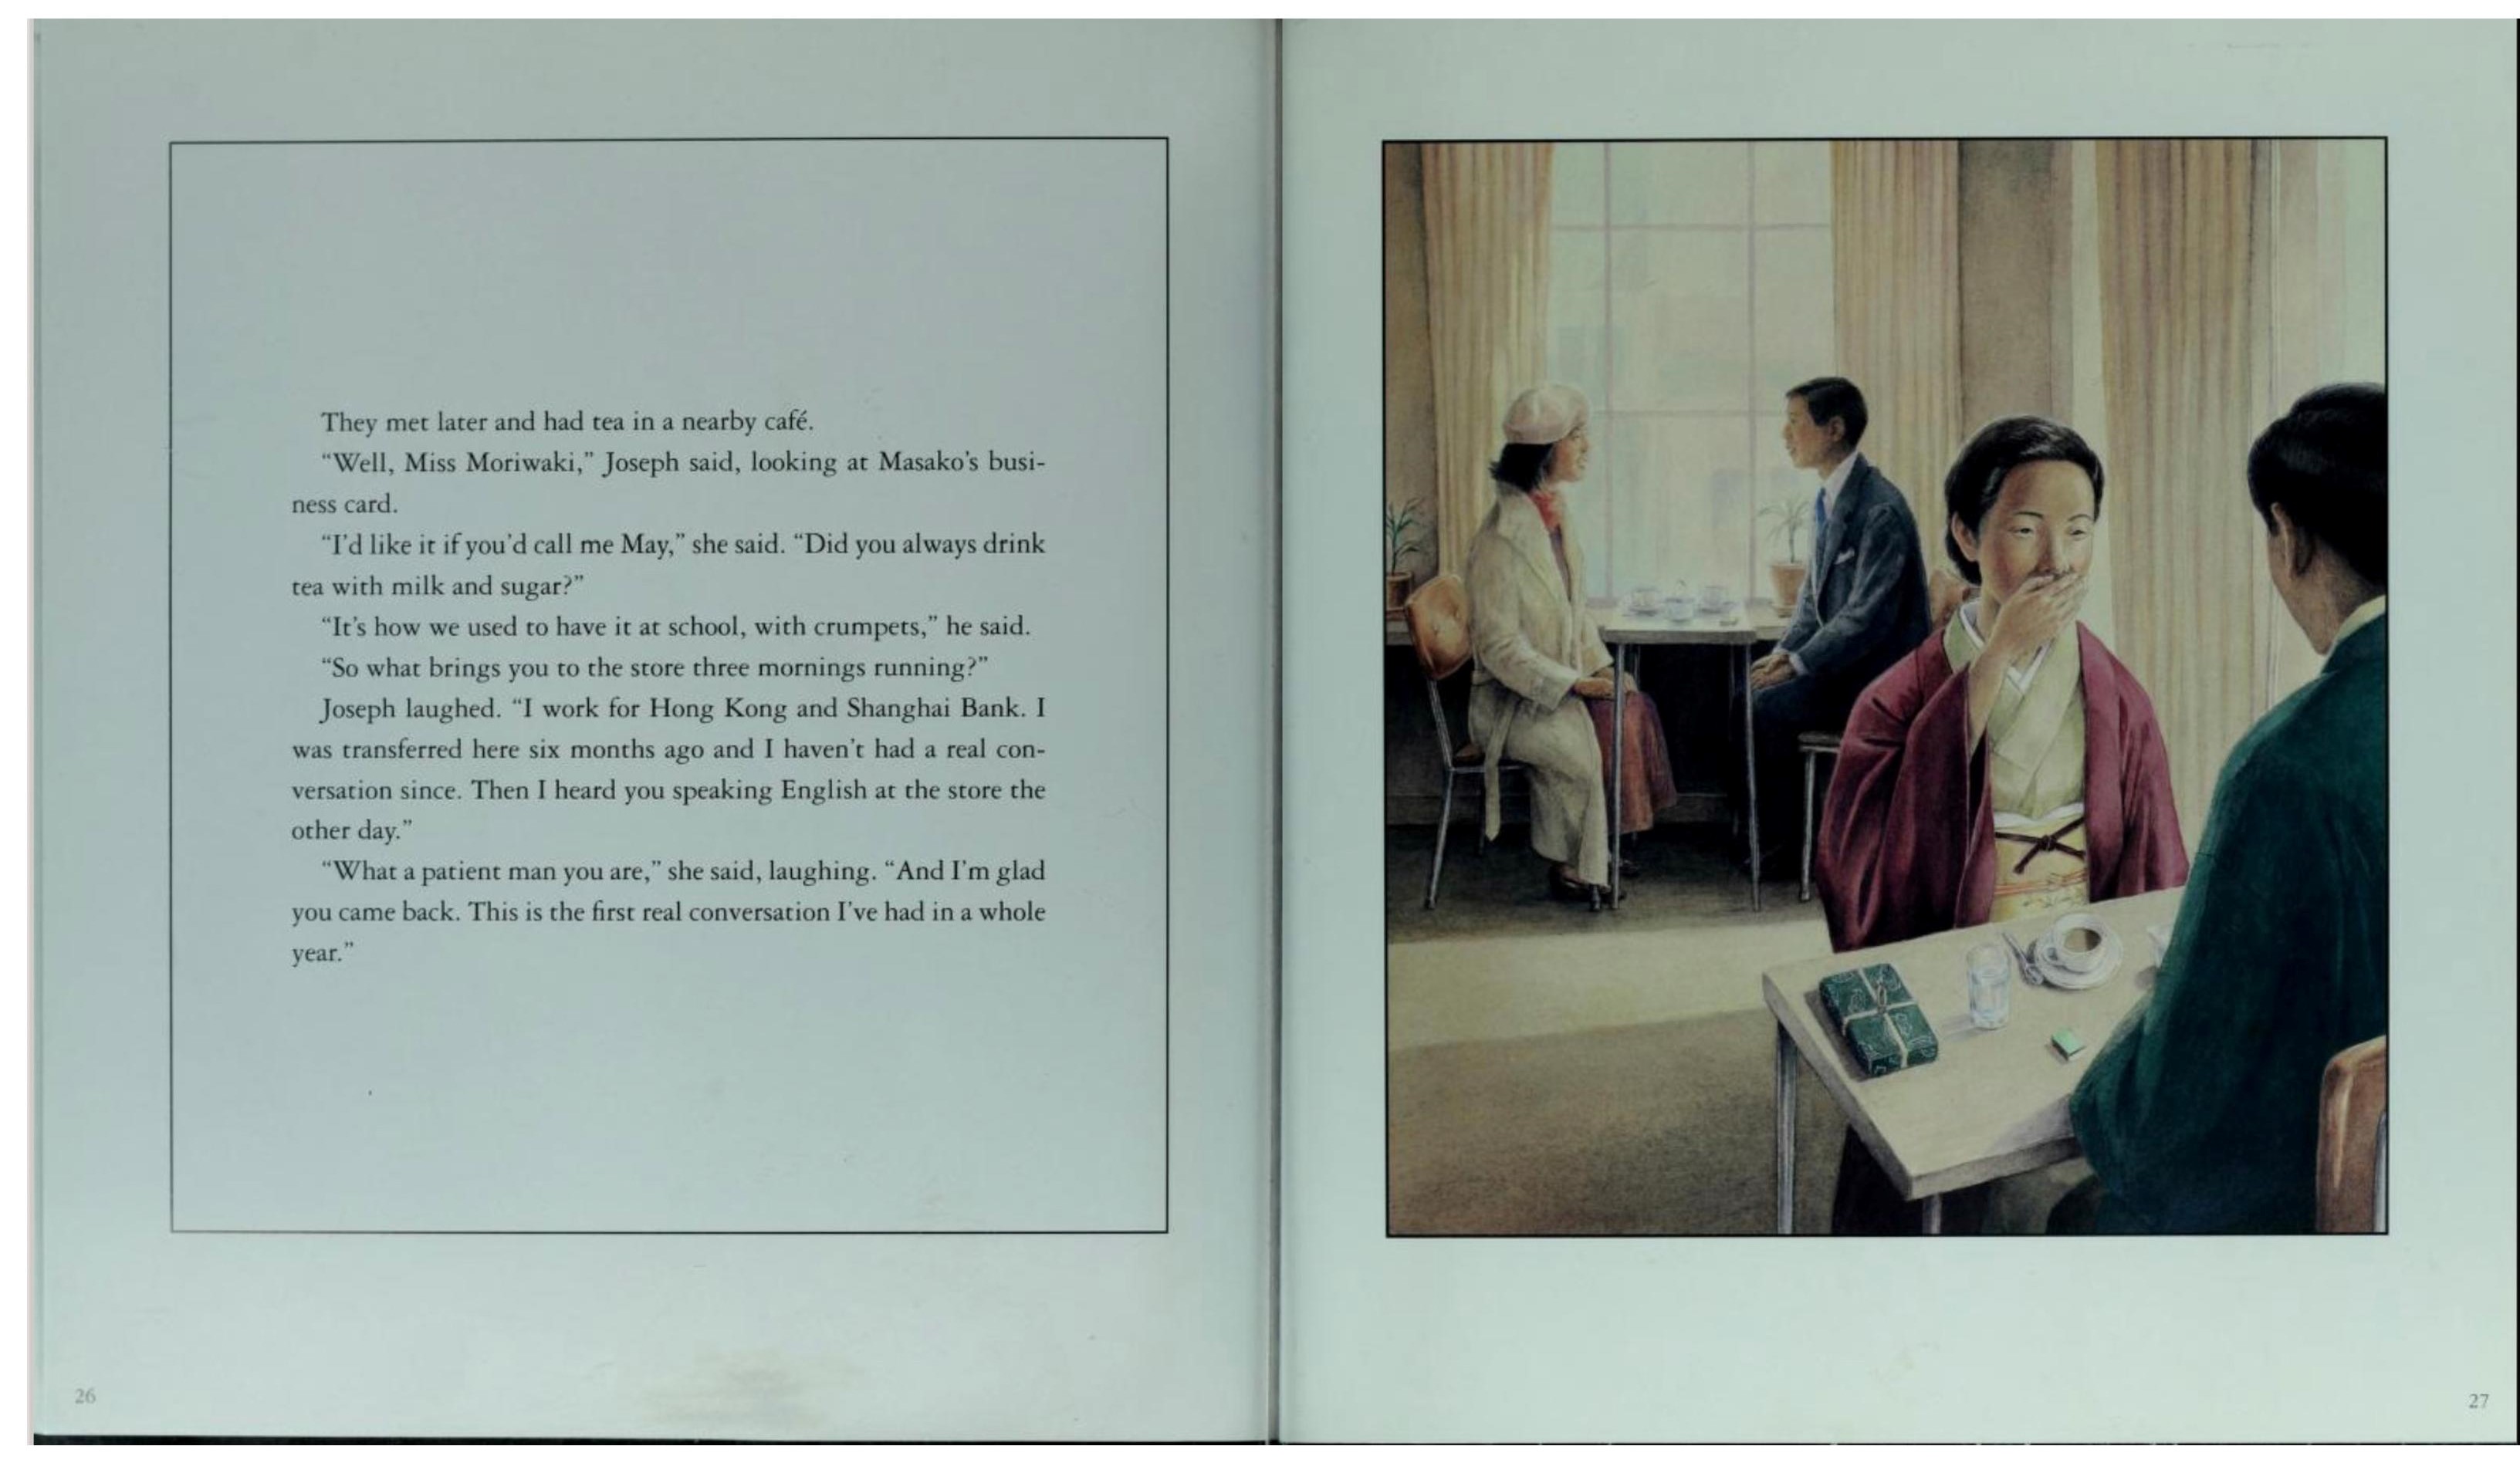 They met later and had tea in a nearby café.
“Well, Miss Moriwaki,” Joseph said, looking at Masako’s busi-
ness card.
“I’d like it if you’d call me May,” she said. “Did you always drink
tea with milk and sugar?”
“It’s how we used to have it at school, with crumpets,” he said.
“So what brings you to the store three mornings running?”
Joseph laughed. “I work for Hong Kong and Shanghai Bank. I
was transferred here six months ago and I haven’t had a real con-
versation since. Then I heard you speaking English at the store the
other day.”
“What a patient man you are,” she said, laughing. “And I’m glad
you came back. This is the first real conversation I’ve had in a whole
year.”
26
27